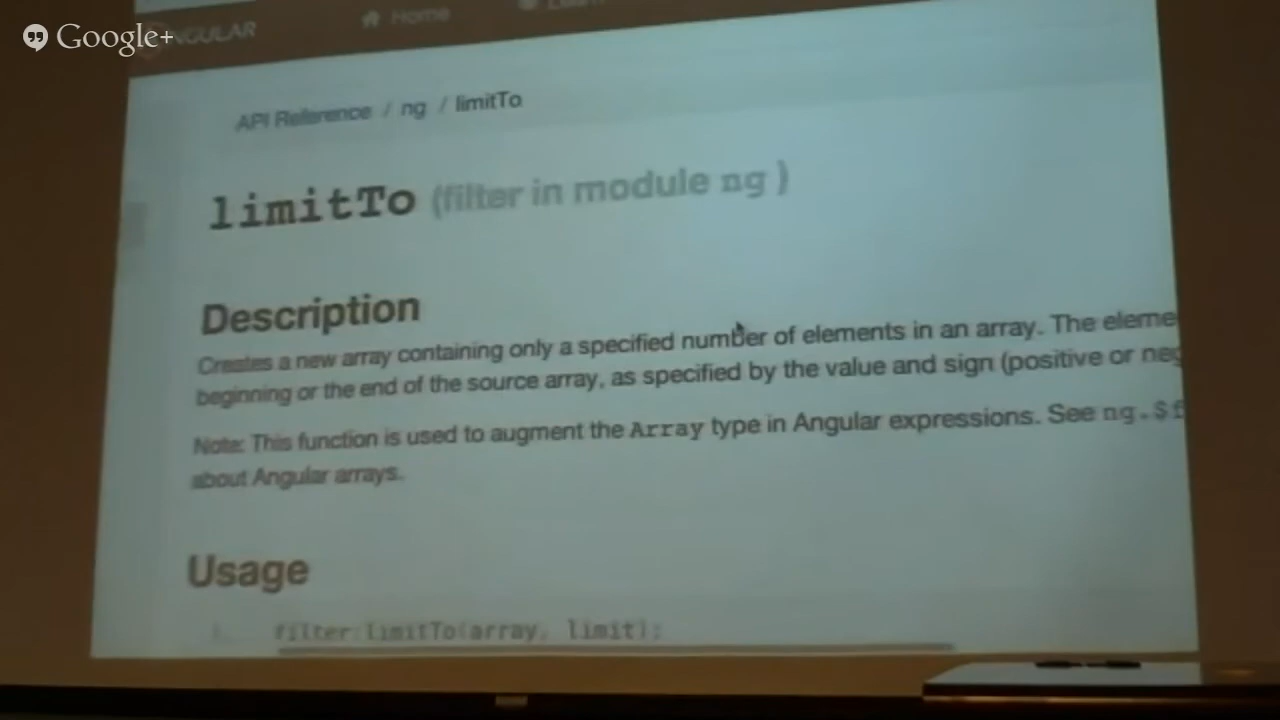 Google+
NGULAR
Home
API Reference / ng / limitTo
limitTo (filter in module ng )
Description
Creates a new array containing only a specified number of elements in an array. The eleme
beginning or the end of the source array, as specified by the value and sign (positive or neg
Note: This function is used to augment the Array type in Angular expressions. See ng.$f
about Angular arrays.
Usage
filter:limitTo(array, limit);